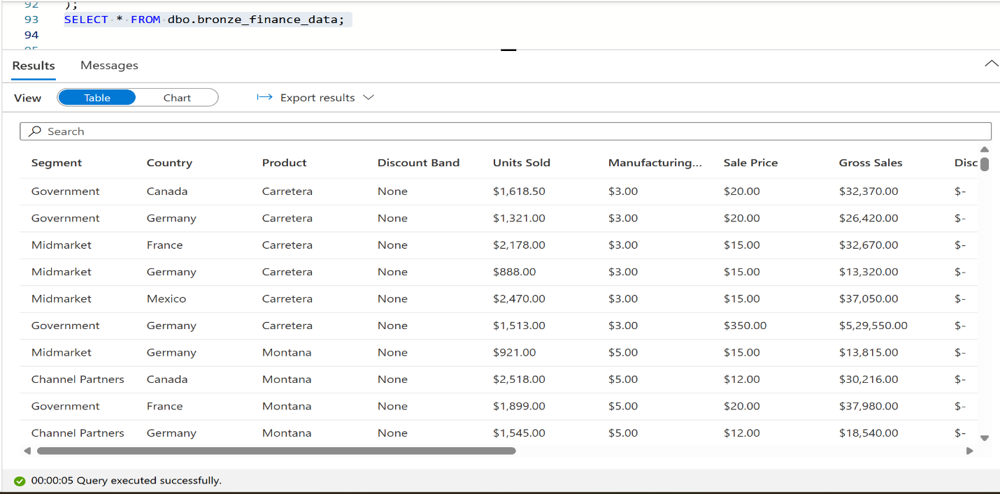 92 );
93 SELECT * FROM dbo.bronze_finance_data;
94
95
Results Messages
View Table Chart Export results
Search
Segment Country Product Discount Band Units Sold Manufacturing... Sale Price Gross Sales Disc
Government Canada Carretera None $1,618.50 $3.00 $20.00 $32,370.00 $-
Government Germany Carretera None $1,321.00 $3.00 $20.00 $26,420.00 $-
Midmarket France Carretera None $2,178.00 $3.00 $15.00 $32,670.00 $-
Midmarket Germany Carretera None $888.00 $3.00 $15.00 $13,320.00 $-
Midmarket Mexico Carretera None $2,470.00 $3.00 $15.00 $37,050.00 $-
Government Germany Carretera None $1,513.00 $3.00 $350.00 $5,29,550.00 $-
Midmarket Germany Montana None $921.00 $5.00 $15.00 $13,815.00 $-
Channel Partners Canada Montana None $2,518.00 $5.00 $12.00 $30,216.00 $-
Government France Montana None $1,899.00 $5.00 $20.00 $37,980.00 $-
Channel Partners Germany Montana None $1,545.00 $5.00 $12.00 $18,540.00 $-
00:00:05 Query executed successfully.